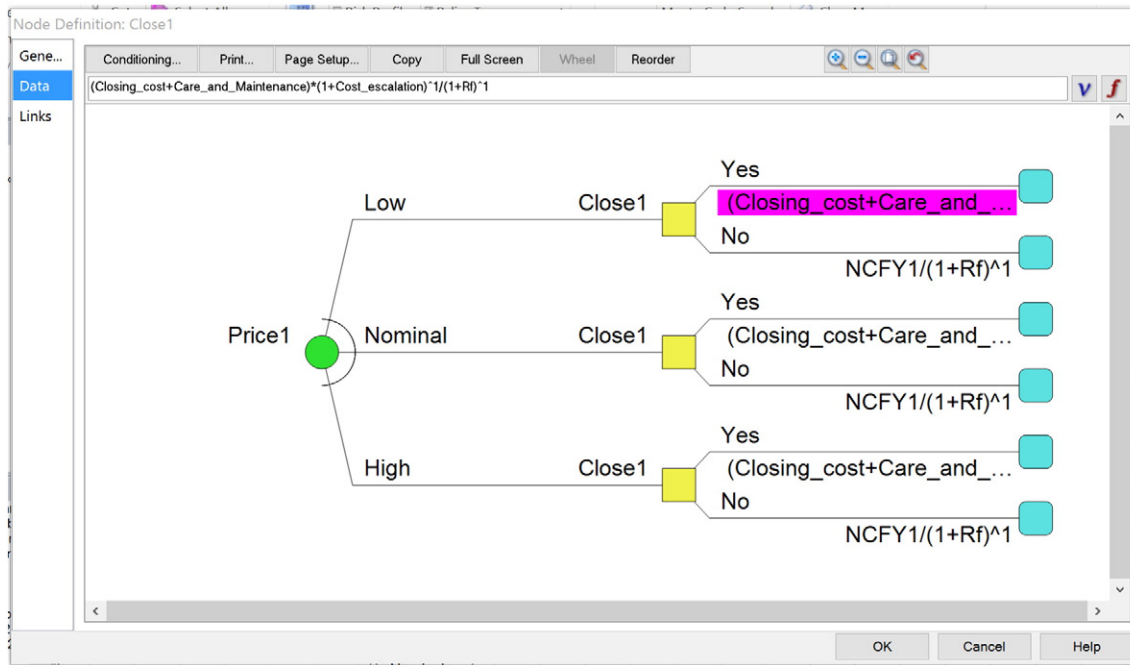 Node Definition: Close1
Gene...
Data
Links
Conditioning... Print... Page Setup... Copy Full Screen Wheel Reorder
(Closing_cost+Care_and_Maintenance)*(1+Cost_escalation)^1/(1+Rf)^1
v f
Yes
Low Close1
(Closing_cost+Care_and_...
No
NCFY1/(1+Rf)^1
Yes
Price1 Nominal Close1
(Closing_cost+Care_and_...
No
NCFY1/(1+Rf)^1
Yes
High Close1
(Closing_cost+Care_and_...
No
NCFY1/(1+Rf)^1
OK Cancel Help